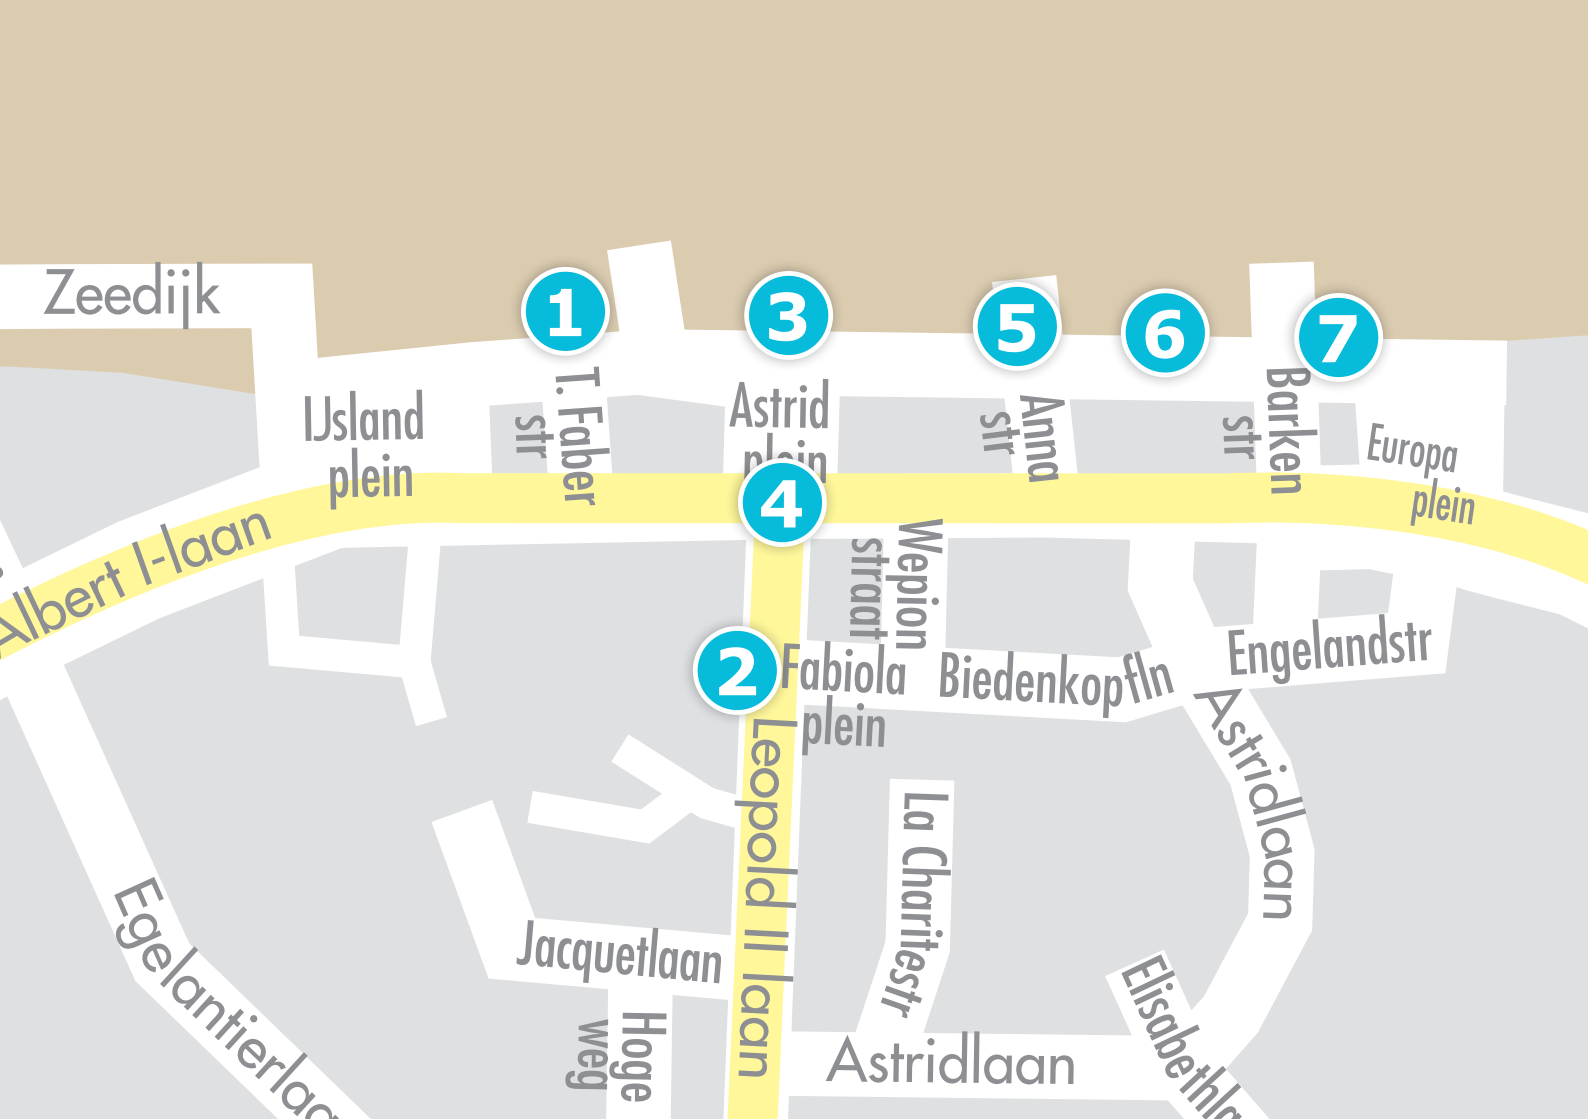 Zeedijk
1
3
5
6
7
IJsland
plein
T. Faber
str
Astrid
plein
Anna
str
Barken
str
Europa
plein
4
Albert I-laan
Wepion
straat
2
Fabiola
plein
Biedenkopfln
Engelandstr
Astridlaan
Leopold III laan
La Charitestr
Egelantierlaa
Jacquetlaan
Hoge
weg
Astridlaan
Elisabethla